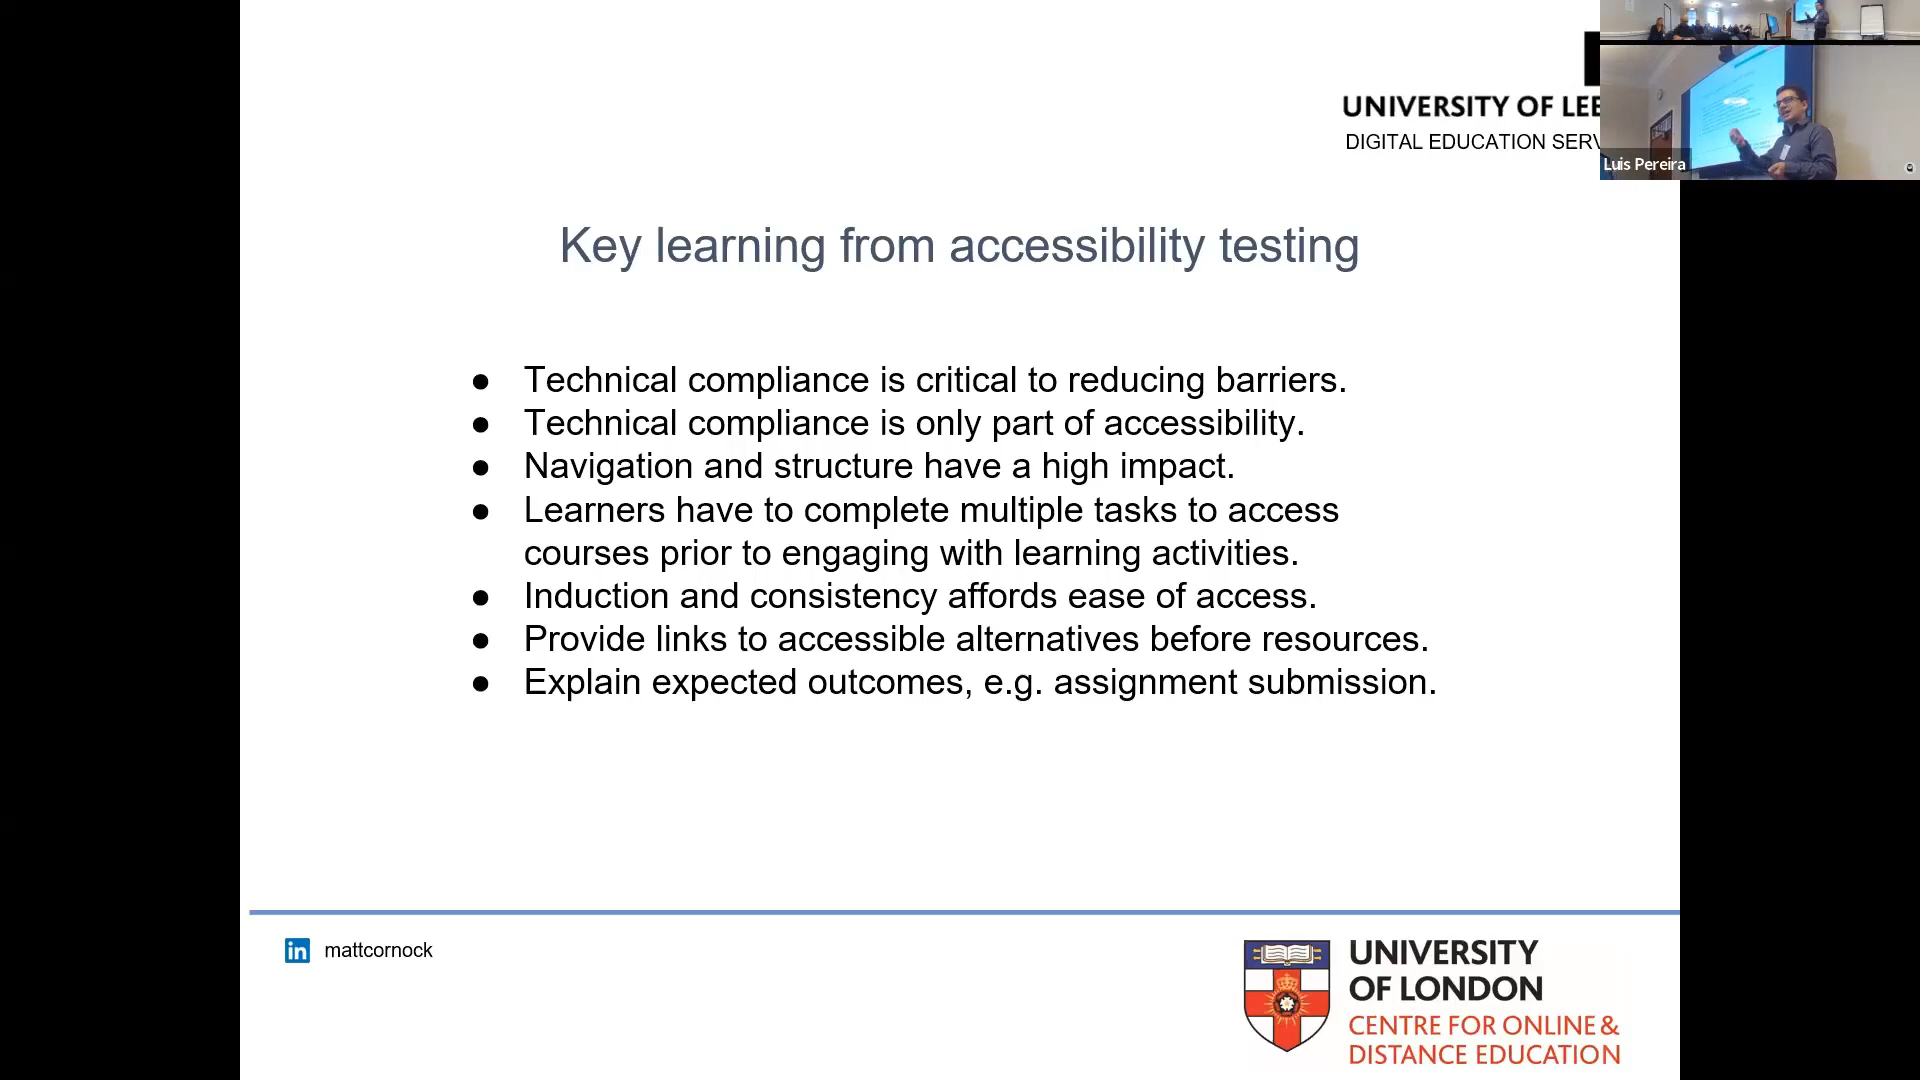 UNIVERSITY OF LEE
DIGITAL EDUCATION SERV
Luis Pereira
Key learning from accessibility testing
● Technical compliance is critical to reducing barriers.
● Technical compliance is only part of accessibility.
● Navigation and structure have a high impact.
● Learners have to complete multiple tasks to access
courses prior to engaging with learning activities.
● Induction and consistency affords ease of access.
● Provide links to accessible alternatives before resources.
● Explain expected outcomes, e.g. assignment submission.
in mattcornock
UNIVERSITY
OF LONDON
CENTRE FOR ONLINE &
DISTANCE EDUCATION